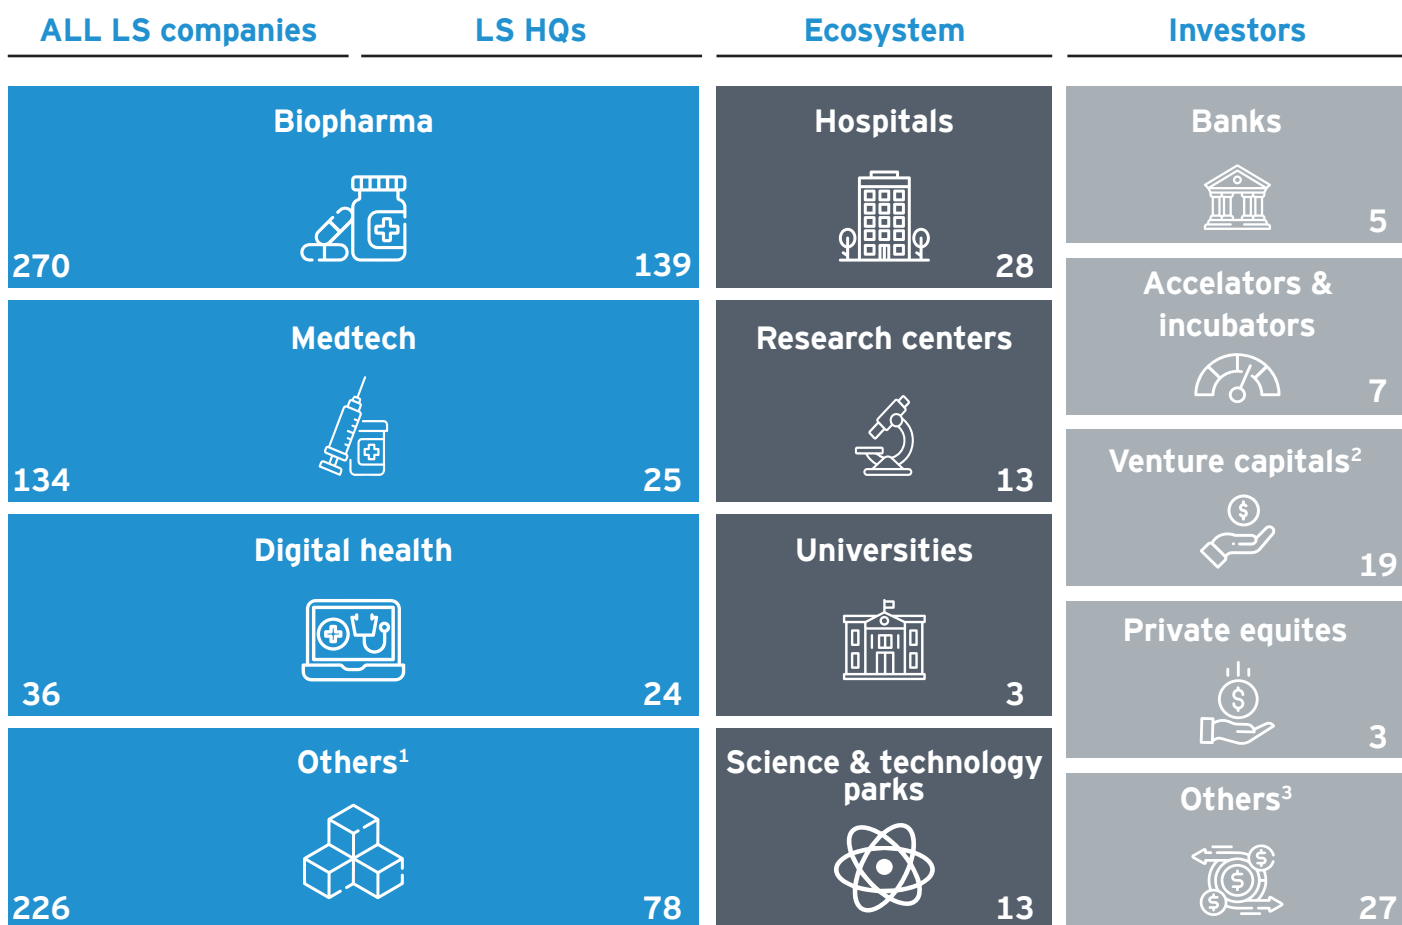 ALL LS companies
LS HQs
Ecosystem
Investors
Biopharma
270
139
Medtech
134
25
Digital health
36
24
Others¹
226
78
Hospitals
28
Research centers
13
Universities
3
Science & technology
parks
13
Banks
5
Accelators &
incubators
7
Venture capitals²
19
Private equites
3
Others³
27